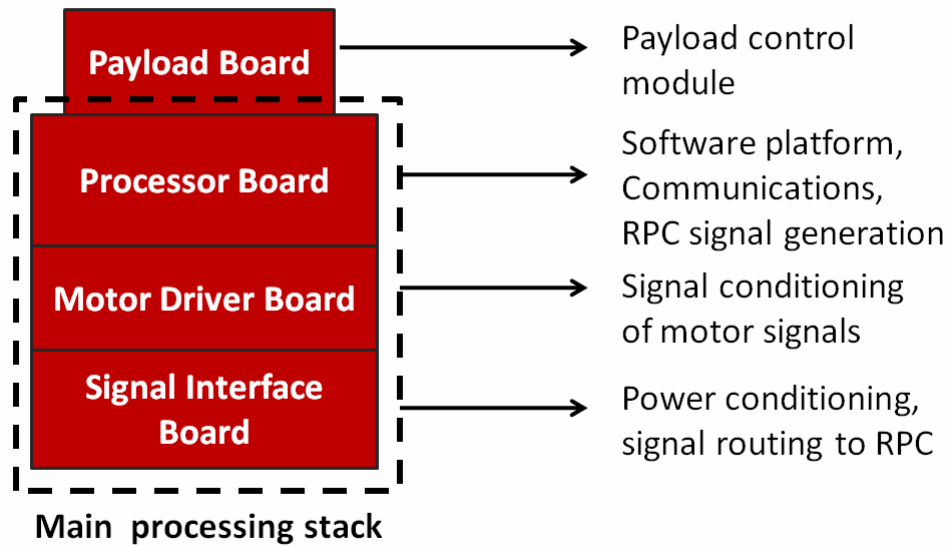 Payload Board
Payload control
module
Processor Board
Software platform,
Communications,
RPC signal generation
Motor Driver Board
Signal conditioning
of motor signals
Signal Interface
Board
Power conditioning,
signal routing to RPC
Main processing stack